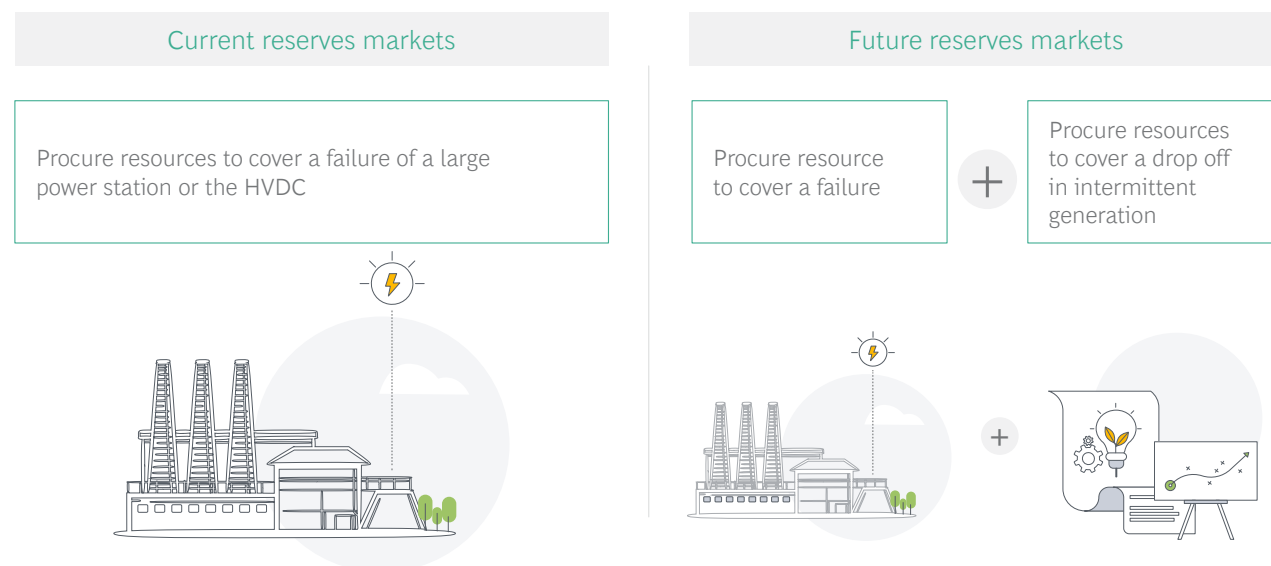 Current reserves markets
Future reserves markets
Procure resources to cover a failure of a large
power station or the HVDC
Procure resource
to cover a failure
+
Procure resources
to cover a drop off
in intermittent
generation
+